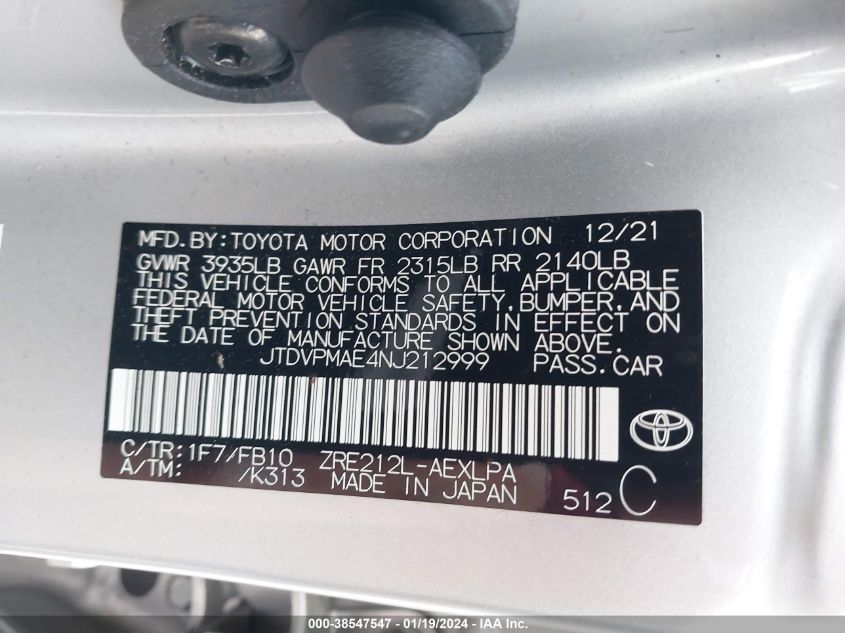 MFD.BY:TOYOTA MOTOR CORPORATION 12/21
GVWR 3935LB GAWR FR 2315LB RR 2140LB
THIS VEHICLE CONFORMS TO ALL APPLICABLE
FEDERAL MOTOR VEHICLE SAFETY,BUMPER,AND
THEFT PREVENTION STANDARDS IN EFFECT ON
THE DATE OF MANUFACTURE SHOWN ABOVE.
JTDVPMAE4NJ212999 PASS.CAR
C/TR:1F7/FB10 ZRE212L-AEXLPA
A/TM: /K313 MADE IN JAPAN 512 C
000-38547547 - 01/19/2024 - IAA Inc.